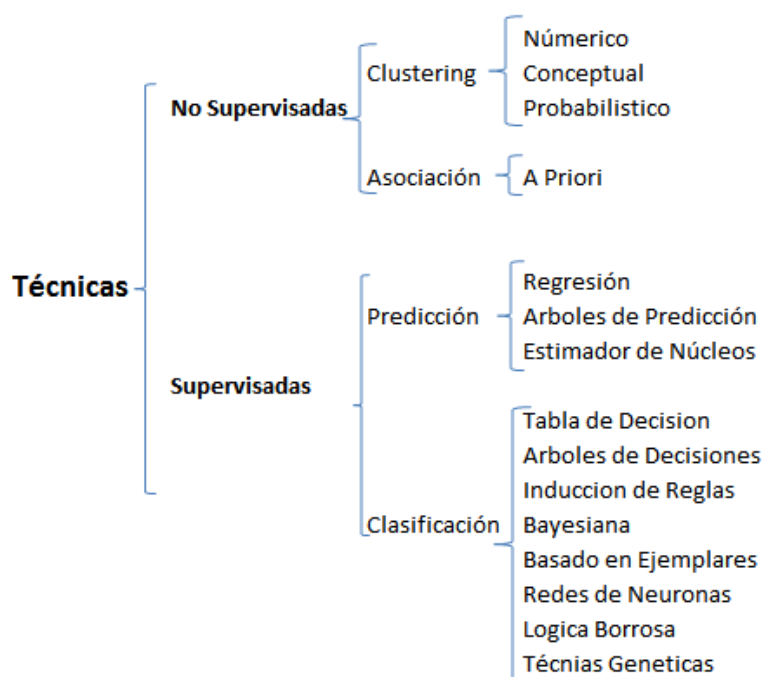 Técnicas
No Supervisadas
Clustering
Númerico
Conceptual
Probabilistico
Asociación
A Priori
Supervisadas
Predicción
Regresión
Arboles de Predicción
Estimador de Núcleos
Clasificación
Tabla de Decision
Arboles de Decisiones
Induccion de Reglas
Bayesiana
Basado en Ejemplares
Redes de Neuronas
Logica Borrosa
Técnias Geneticas